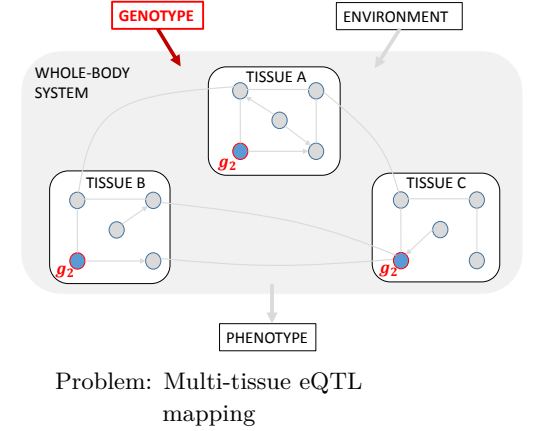 GENOTYPE
ENVIRONMENT
WHOLE-BODY
SYSTEM
TISSUE A
g₂
TISSUE B
g₂
TISSUE C
g₂
PHENOTYPE
Problem: Multi-tissue eQTL
mapping